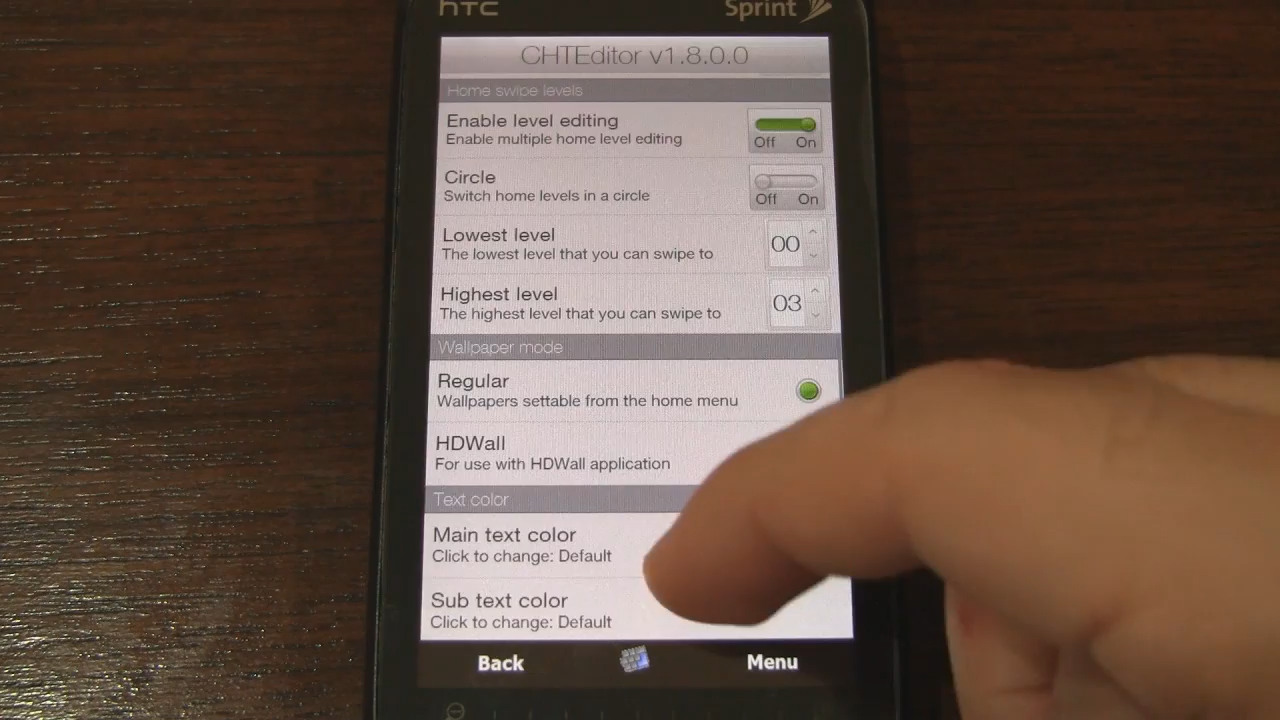 hTC
Sprint
CHTEditor v1.8.0.0
Home swipe levels
Enable level editing
Enable multiple home level editing
Off On
Circle
Switch home levels in a circle
Off On
Lowest level
The lowest level that you can swipe to
00
Highest level
The highest level that you can swipe to
03
Wallpaper mode
Regular
Wallpapers settable from the home menu
HDWall
For use with HDWall application
Text color
Main text color
Click to change: Default
Sub text color
Click to change: Default
Back
Menu